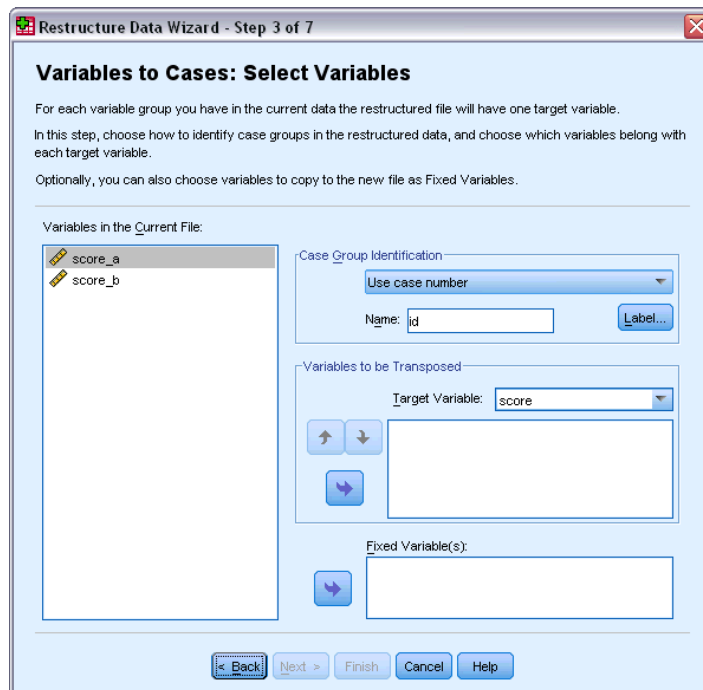 Restructure Data Wizard - Step 3 of 7
Variables to Cases: Select Variables
For each variable group you have in the current data the restructured file will have one target variable.
In this step, choose how to identify case groups in the restructured data, and choose which variables belong with
each target variable.
Optionally, you can also choose variables to copy to the new file as Fixed Variables.
Variables in the Current File:
score_a
score_b
Case Group Identification
Use case number
Name: id
Label...
Variables to be Transposed
Target Variable: score
Fixed Variable(s):
< Back Next > Finish Cancel Help